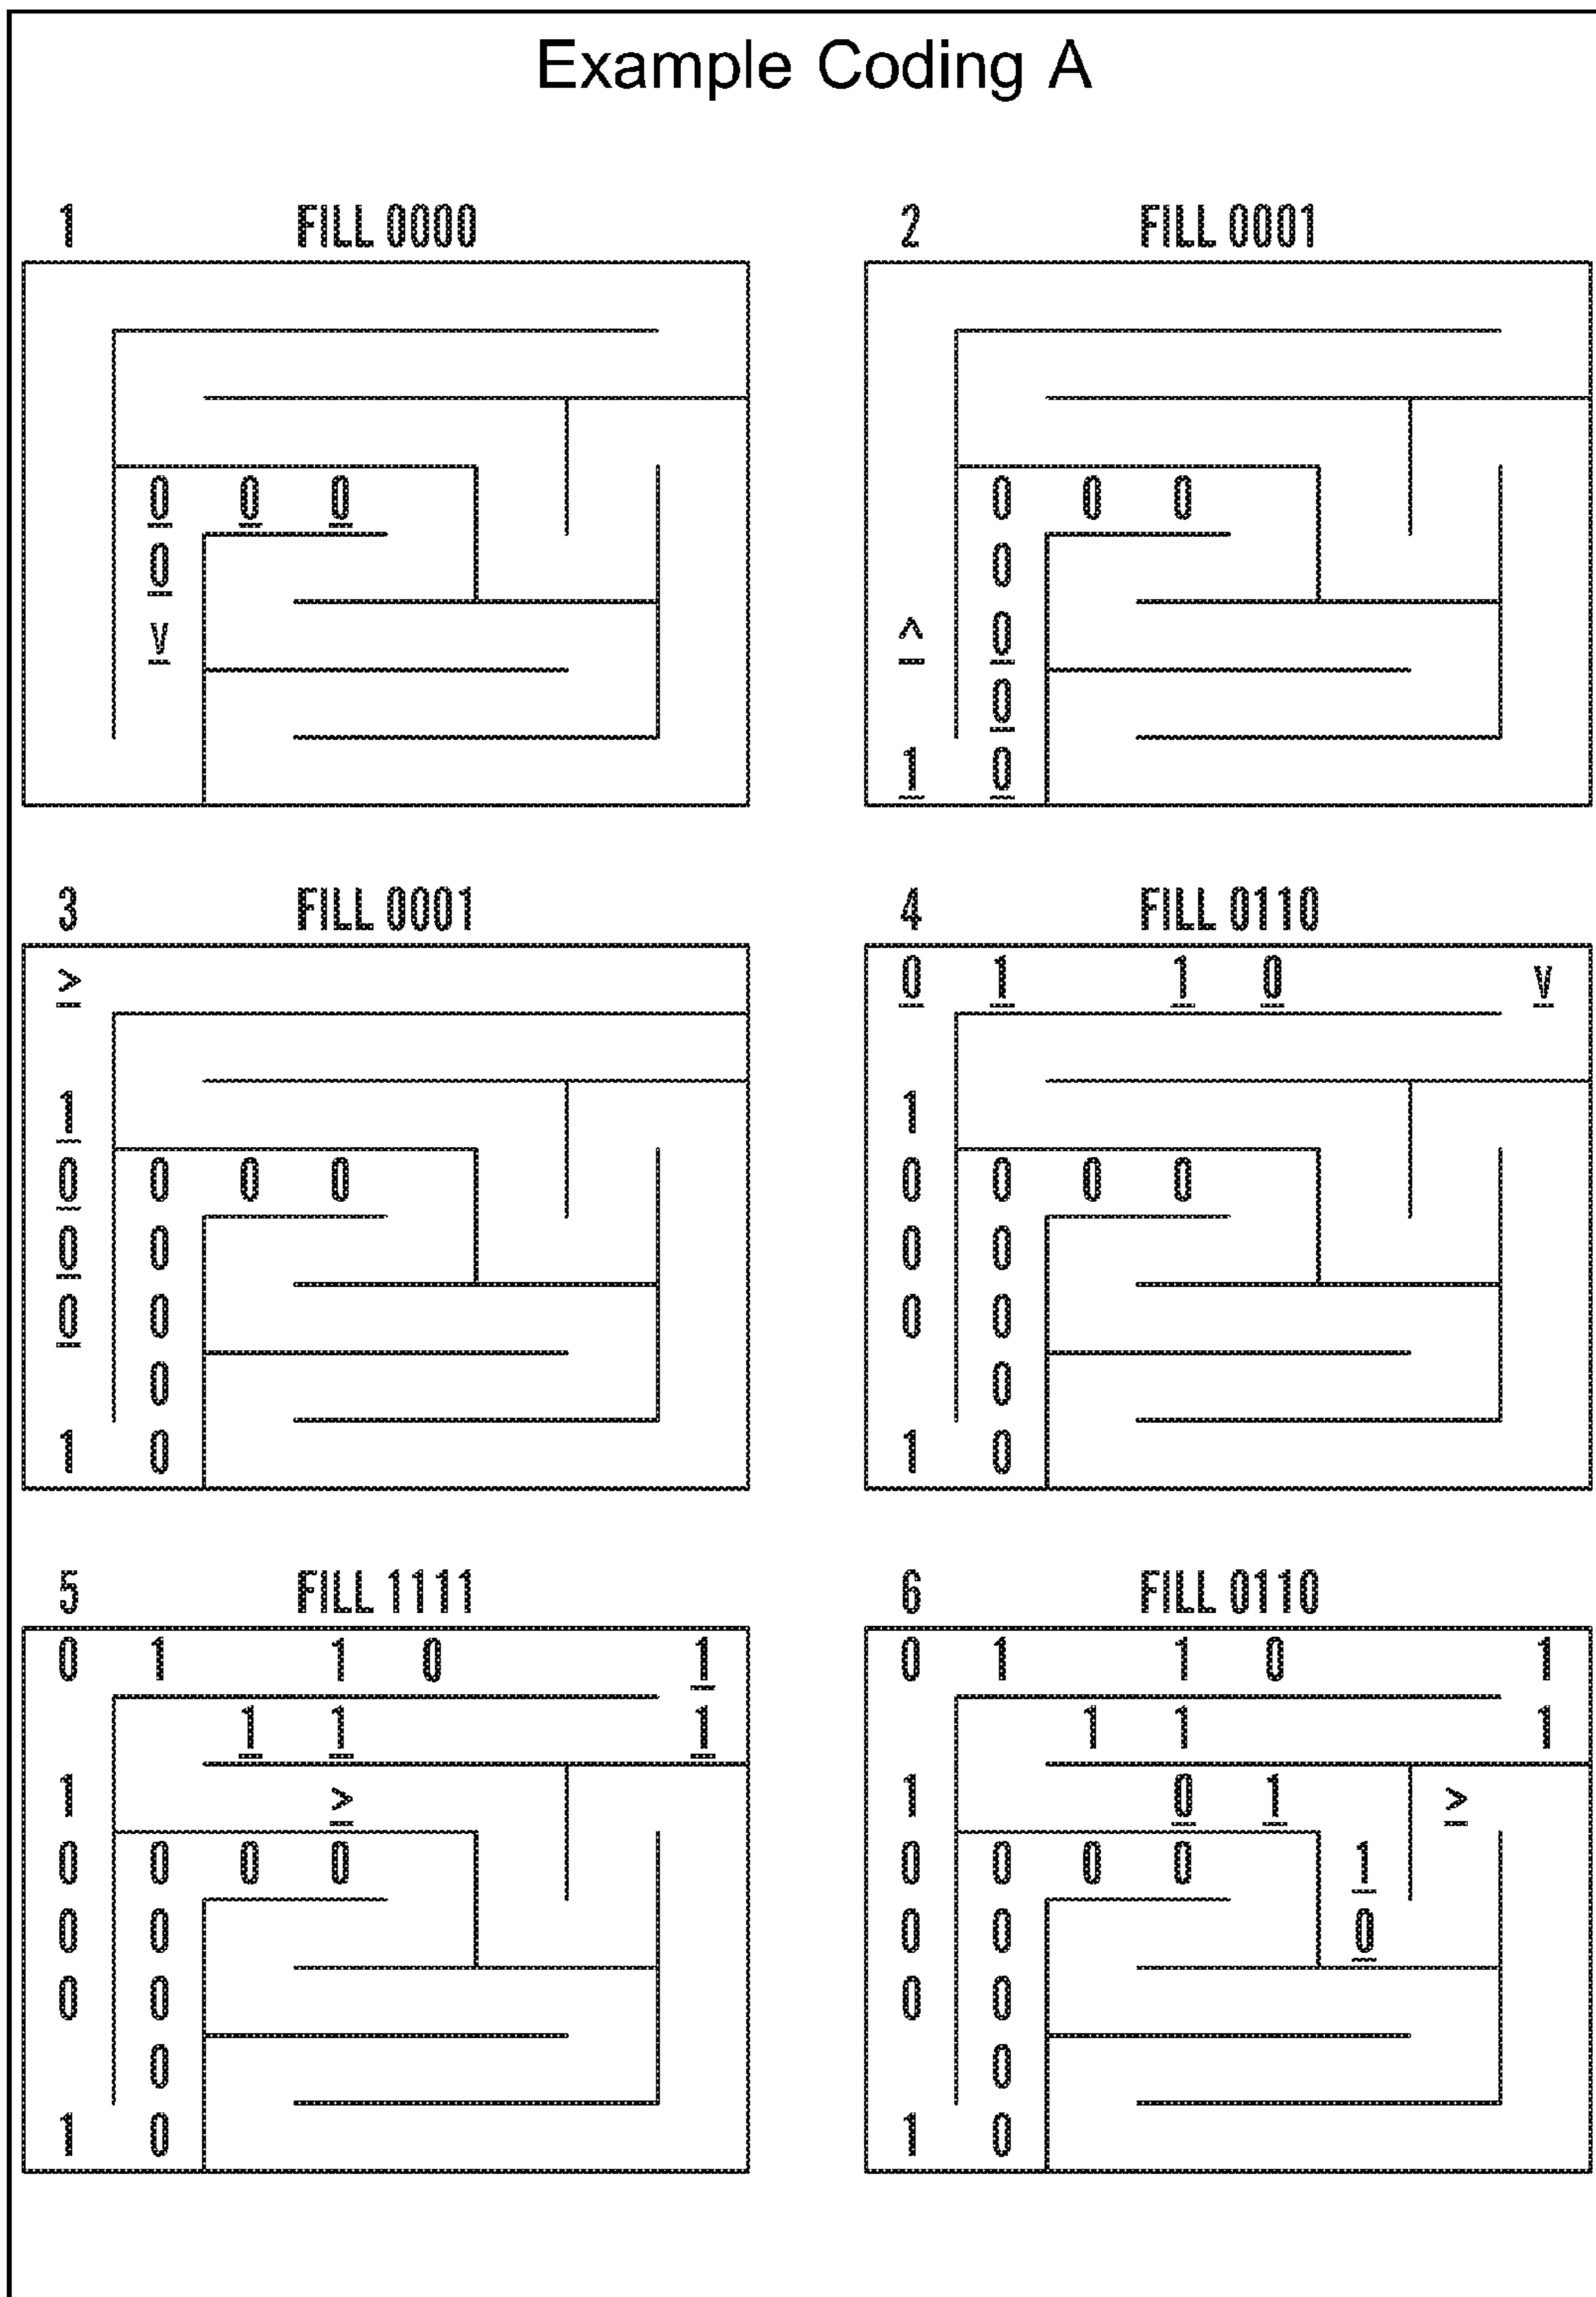 Example Coding A
1 FILL 0000
0 0 0
0
v
2 FILL 0001
0 0 0
0
^ 0
0
1 0
3 FILL 0001
>
1
0 0 0 0
0 0
0 0
0
1 0
4 FILL 0110
0 1 1 0 v
1
0 0 0 0
0 0
0 0
0
1 0
5 FILL 1111
0 1 1 0 1
1 1 1
1 >
0 0 0 0
0 0
0 0
0
1 0
6 FILL 0110
0 1 1 0 1
1 1 1
1 0 1 >
0 0 0 0 1
0 0 0
0 0
0
1 0